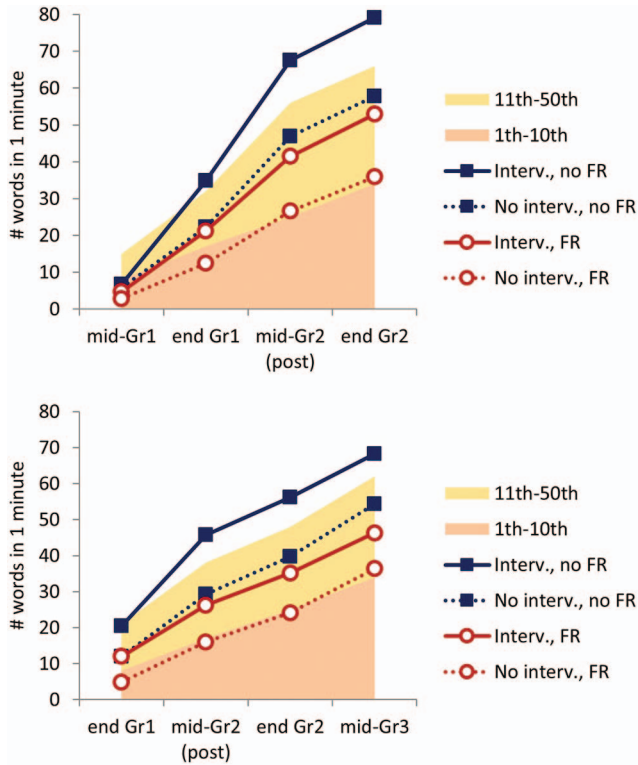 80
70
60
50
40
30
20
10
0
# words in 1 minute
mid-Gr1 end Gr1 mid-Gr2 end Gr2
(post)
11th-50th
1th-10th
Interv., no FR
No interv., no FR
Interv., FR
No interv., FR
80
70
60
50
40
30
20
10
0
# words in 1 minute
end Gr1 mid-Gr2 end Gr2 mid-Gr3
(post)
11th-50th
1th-10th
Interv., no FR
No interv., no FR
Interv., FR
No interv., FR